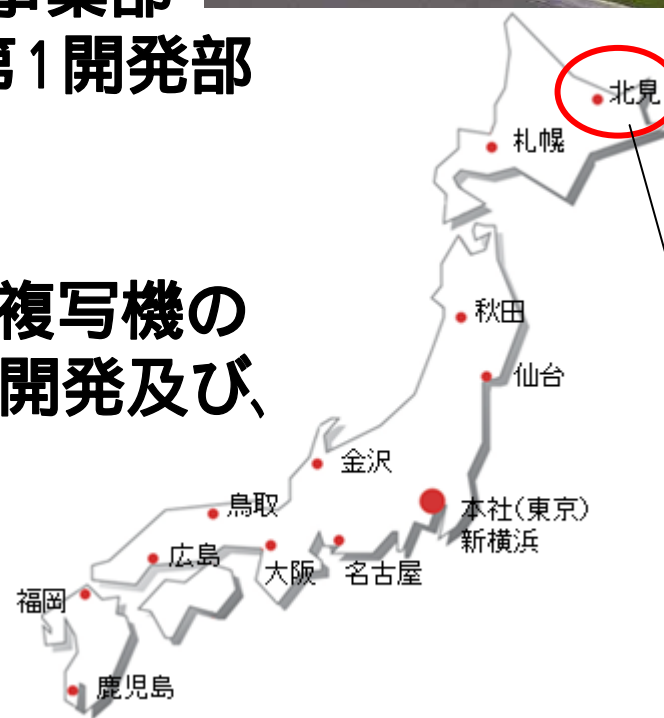 事業部
第1開発部
複写機の
開発及び、
北見
札幌
秋田
仙台
金沢
鳥取
本社(東京)
新横浜
広島
大阪
名古屋
福岡
鹿児島